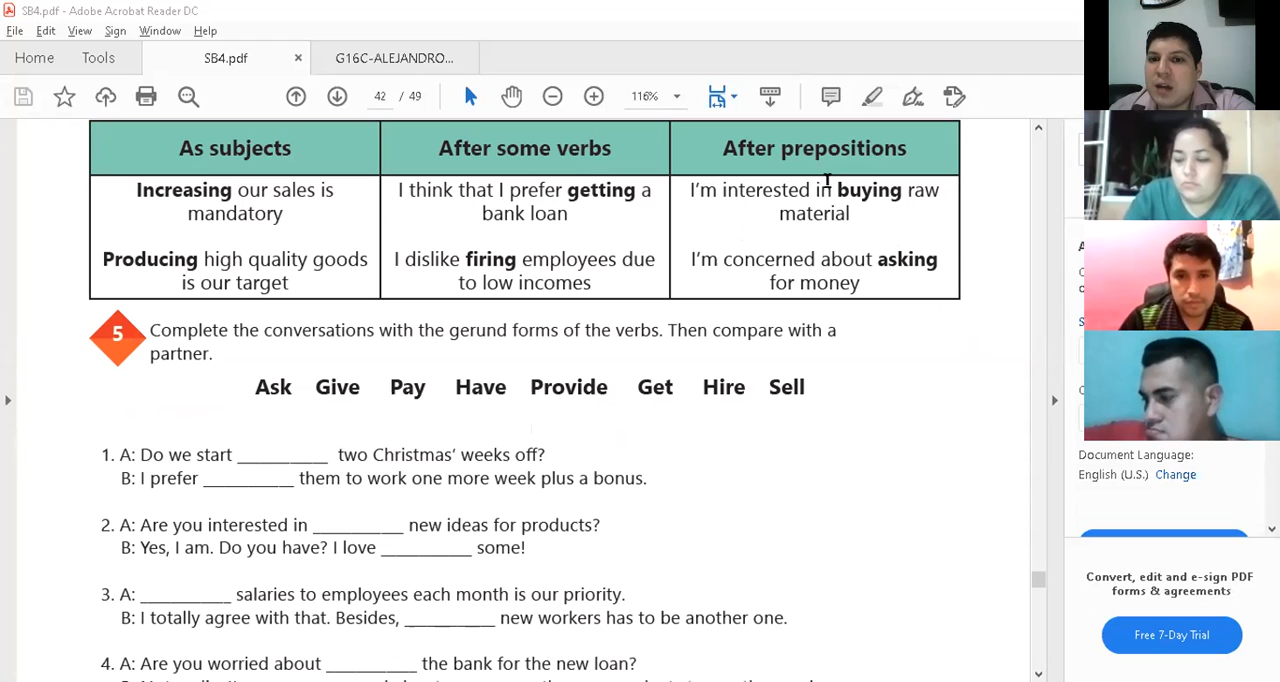 SB4.pdf - Adobe Acrobat Reader DC
File Edit View Sign Window Help
Home Tools SB4.pdf × G16C-ALEJANDRO...
42 / 49 116%
As subjects After some verbs After prepositions
Increasing our sales is mandatory
Producing high quality goods is our target
I think that I prefer getting a bank loan
I dislike firing employees due to low incomes
I'm interested in buying raw material
I'm concerned about asking for money
5 Complete the conversations with the gerund forms of the verbs. Then compare with a
partner.
Ask Give Pay Have Provide Get Hire Sell
1. A: Do we start __________ two Christmas' weeks off?
B: I prefer __________ them to work one more week plus a bonus.
2. A: Are you interested in __________ new ideas for products?
B: Yes, I am. Do you have? I love __________ some!
3. A: __________ salaries to employees each month is our priority.
B: I totally agree with that. Besides, __________ new workers has to be another one.
4. A: Are you worried about __________ the bank for the new loan?
Document Language:
English (U.S.) Change
Convert, edit and e-sign PDF
forms & agreements
Free 7-Day Trial